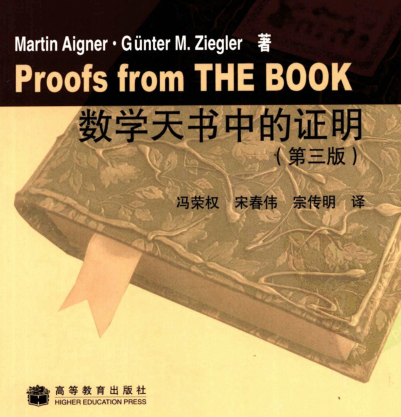 Martin Aigner · Günter M. Ziegler 著
Proofs from THE BOOK
数学天书中的证明
（第三版）
冯荣权 宋春伟 宗传明 译
高等教育出版社
HIGHER EDUCATION PRESS